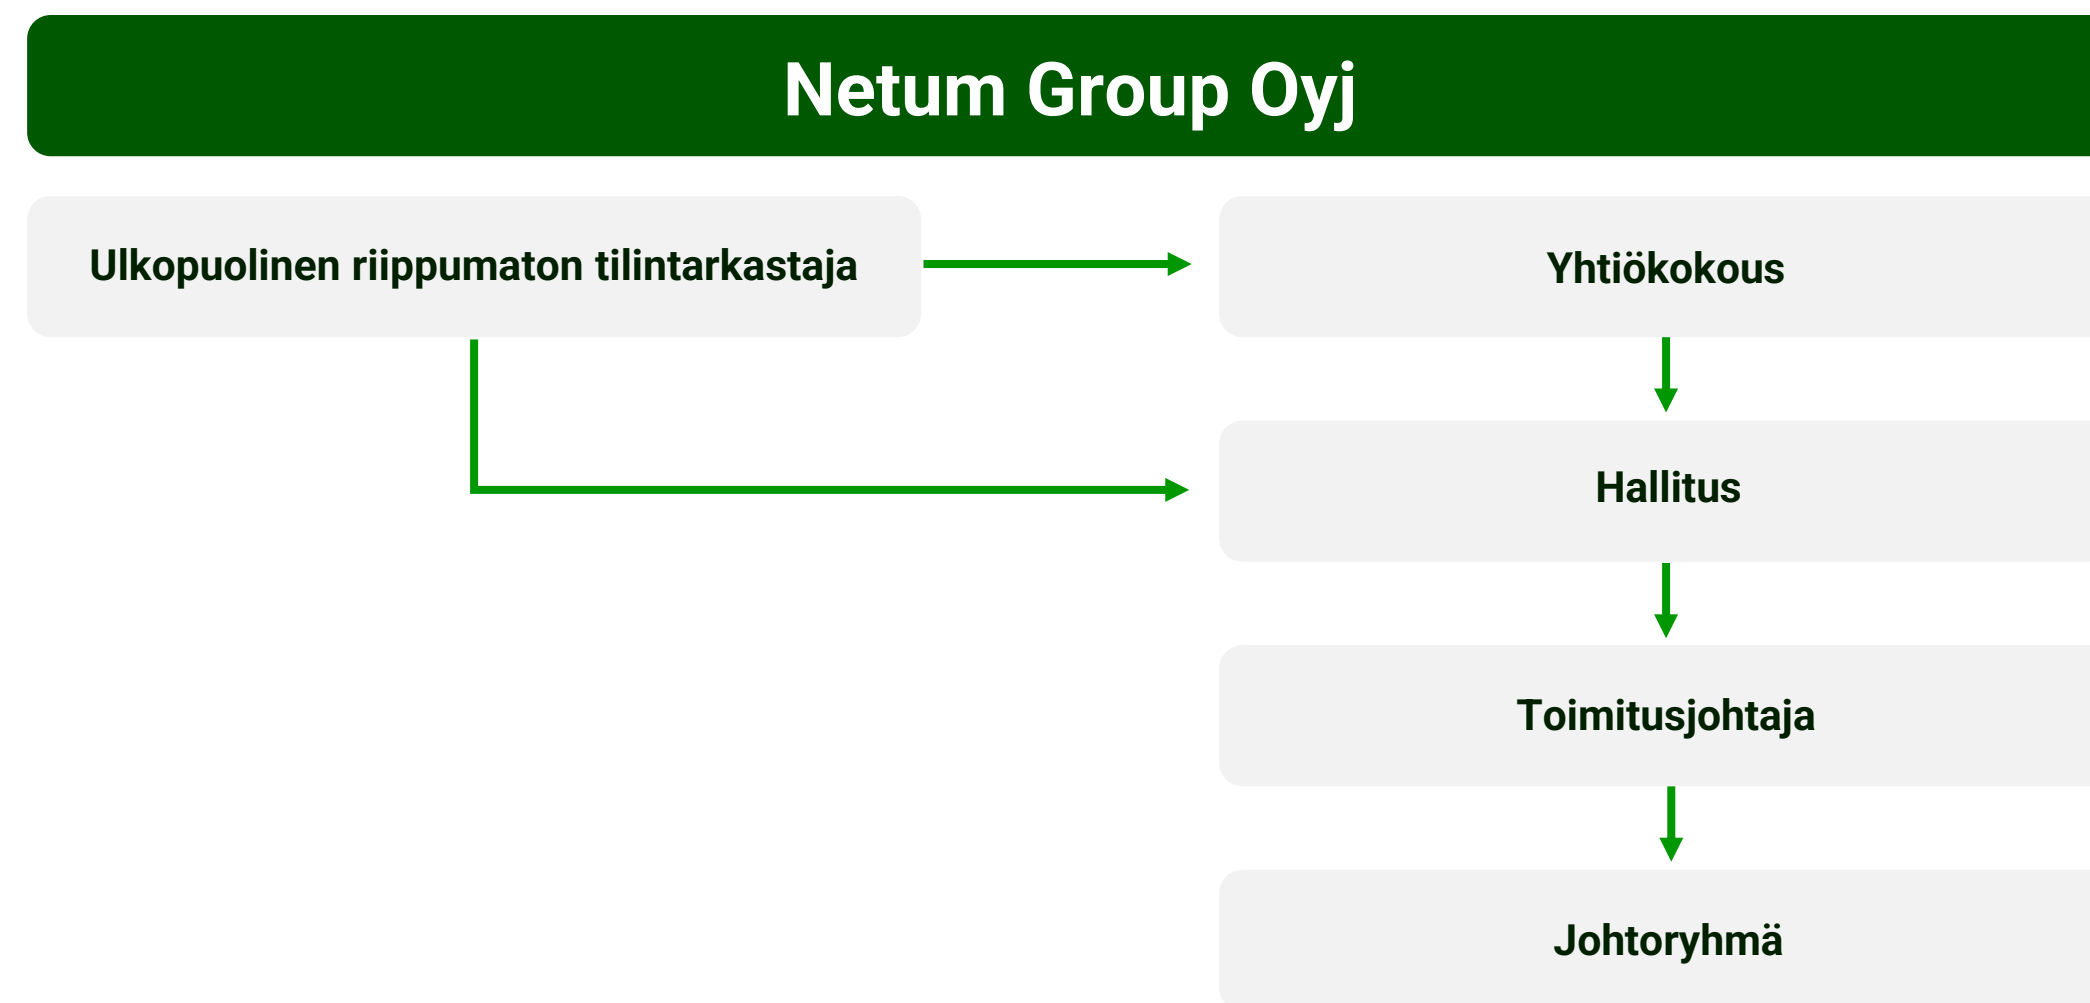 Netum Group Oyj
Ulkopuolinen riippumaton tilintarkastaja
Yhtiökokous
Hallitus
Toimitusjohtaja
Johtoryhmä